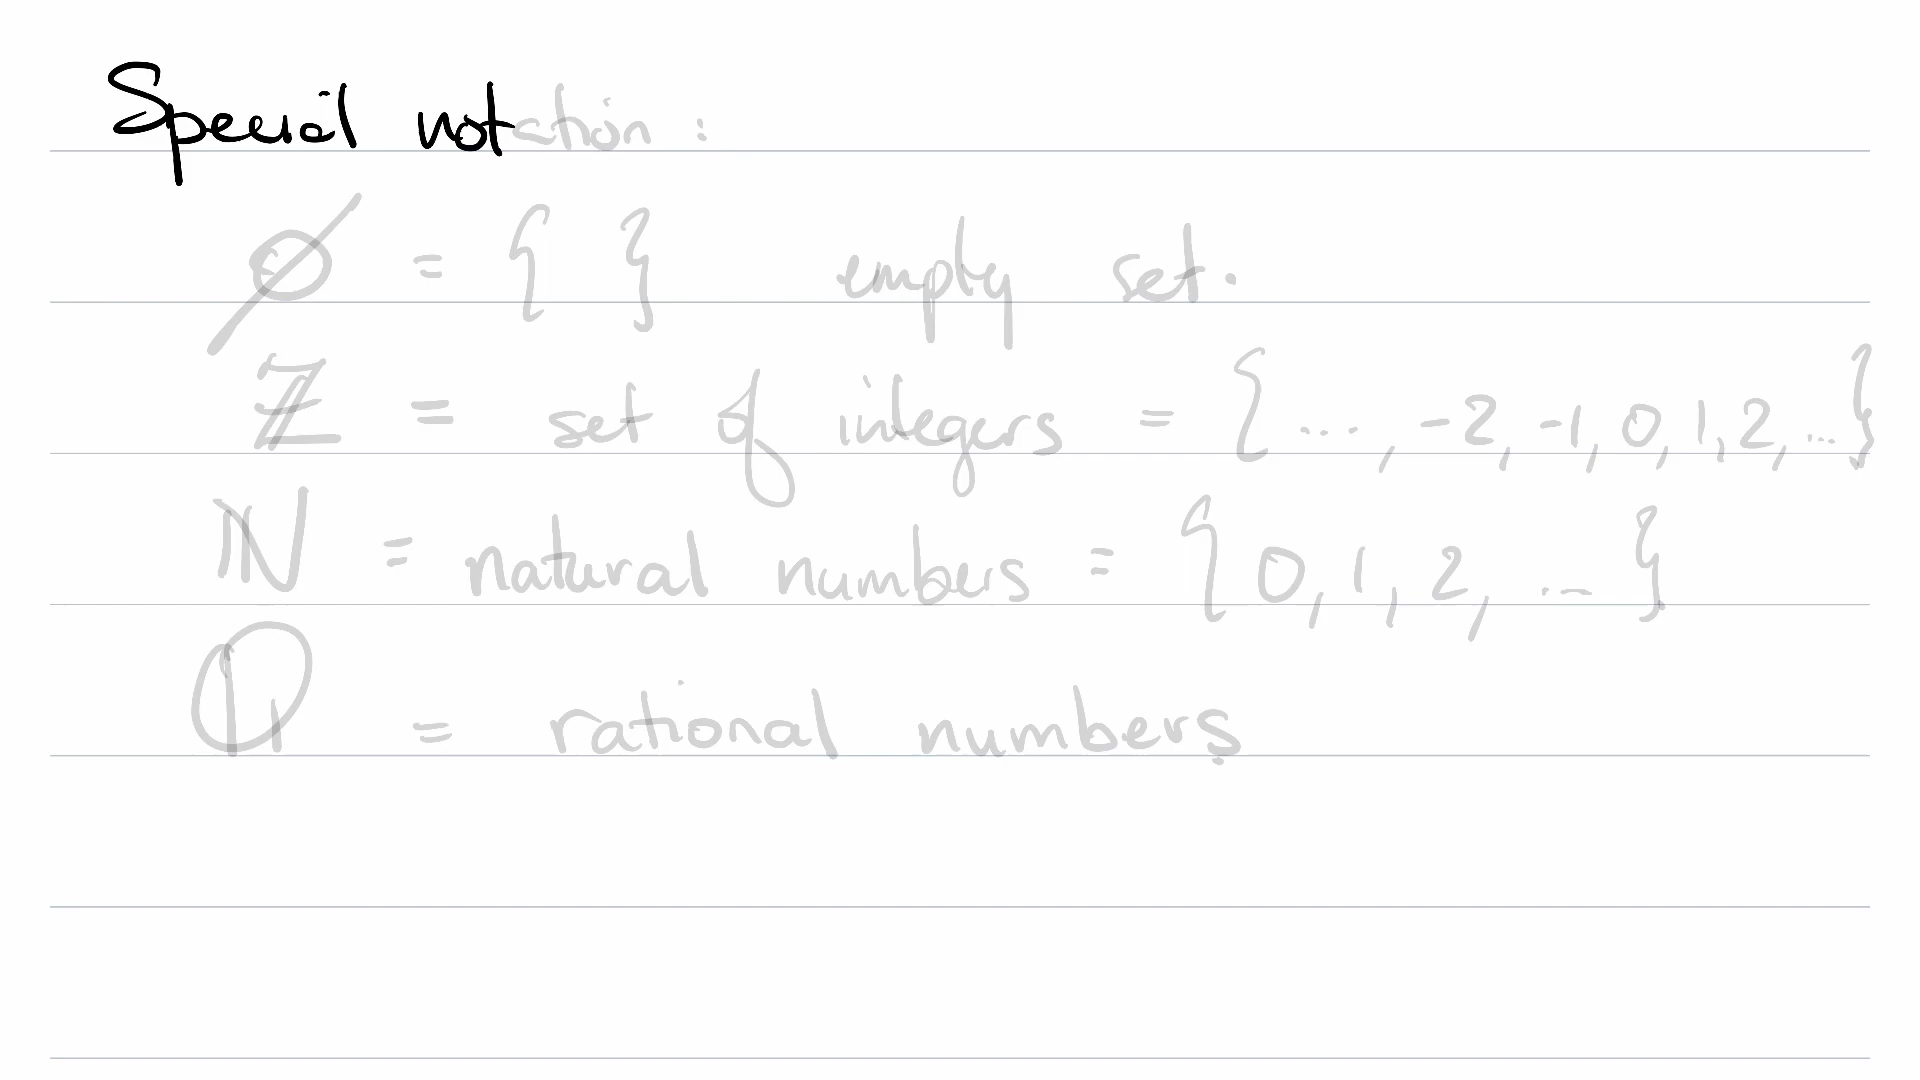 Special notation :
∅ = { } empty set.
ℤ = set of integers = { ... , -2, -1, 0, 1, 2, ... }
ℕ = natural numbers = { 0, 1, 2, ... }
ℚ = rational numbers